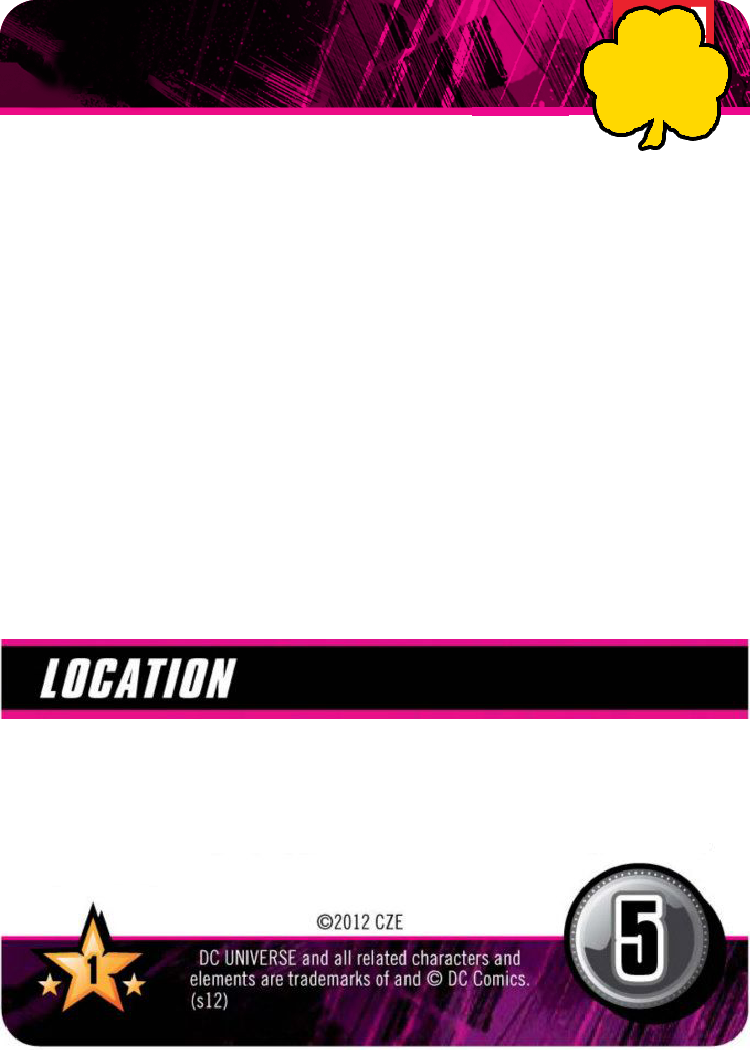 LOCATION
©2012 CZE
5
1
DC UNIVERSE and all related characters and
elements are trademarks of and © DC Comics.
(s12)